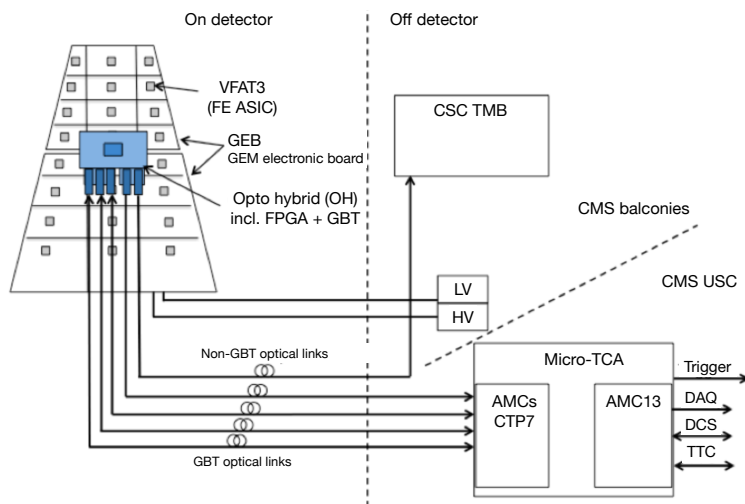 On detector
Off detector
VFAT3
(FE ASIC)
CSC TMB
GEB
GEM electronic board
Opto hybrid (OH)
incl. FPGA + GBT
CMS balconies
CMS USC
LV
HV
Non-GBT optical links
Micro-TCA
Trigger
AMCs
CTP7
AMC13
DAQ
DCS
TTC
GBT optical links